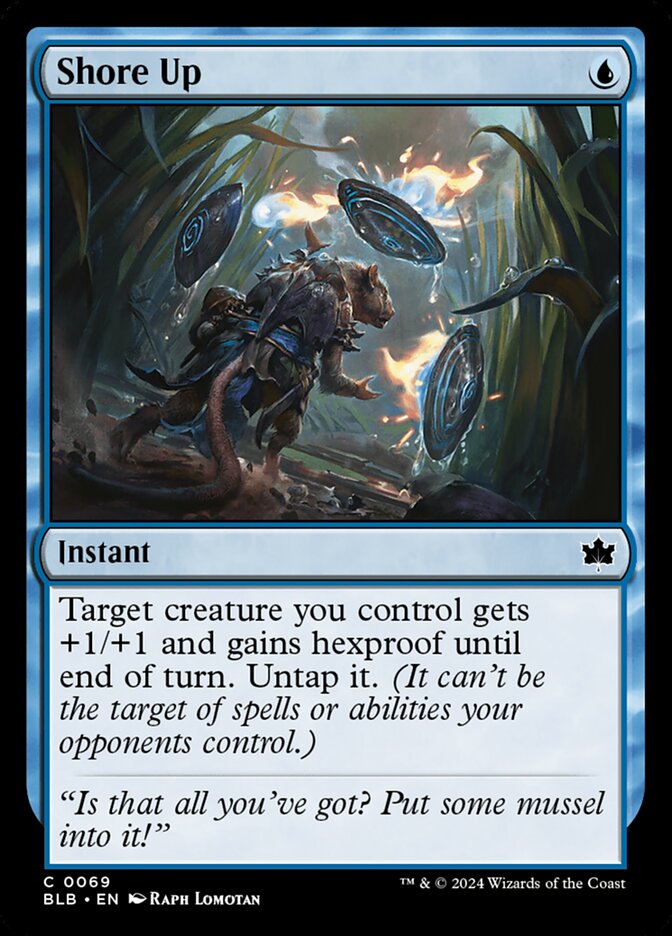 Shore Up
Instant
Target creature you control gets
+1/+1 and gains hexproof until
end of turn. Untap it. (It can't be
the target of spells or abilities your
opponents control.)
"Is that all you've got? Put some mussel
into it!"
C 0069
BLB • EN Raph Lomotan
™ & © 2024 Wizards of the Coast